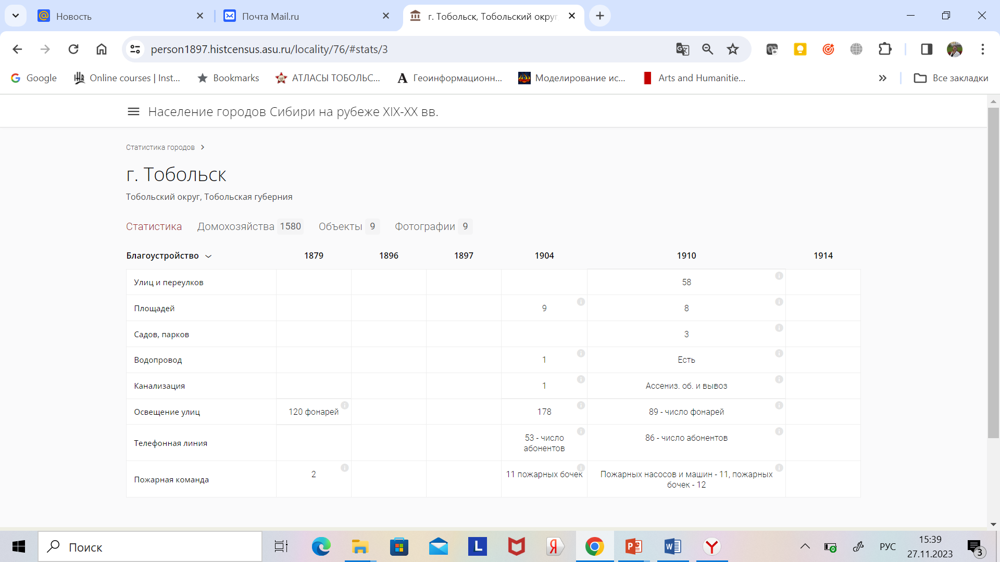 Новость
Почта Mail.ru
г. Тобольск, Тобольский округ,
person1897.histcensus.asu.ru/locality/76/#stats/3
Google
Online courses | Inst...
Bookmarks
АТЛАСЫ ТОБОЛЬС...
Геоинформационн...
Моделирование ис...
Arts and Humanitie...
Все закладки
Население городов Сибири на рубеже XIX-XX вв.
Статистика городов
г. Тобольск
Тобольский округ, Тобольская губерния
Статистика Домохозяйства 1580 Объекты 9 Фотографии 9
Благоустройство 1879 1896 1897 1904 1910 1914
Улиц и переулков 58
Площадей 9 8
Садов, парков 3
Водопровод 1 Есть
Канализация 1 Ассениз. об. и вывоз
Освещение улиц 120 фонарей 178 89 - число фонарей
Телефонная линия 53 - число абонентов 86 - число абонентов
Пожарная команда 2 11 пожарных бочек Пожарных насосов и машин - 11, пожарных бочек - 12
Поиск
РУС
15:39
27.11.2023
3